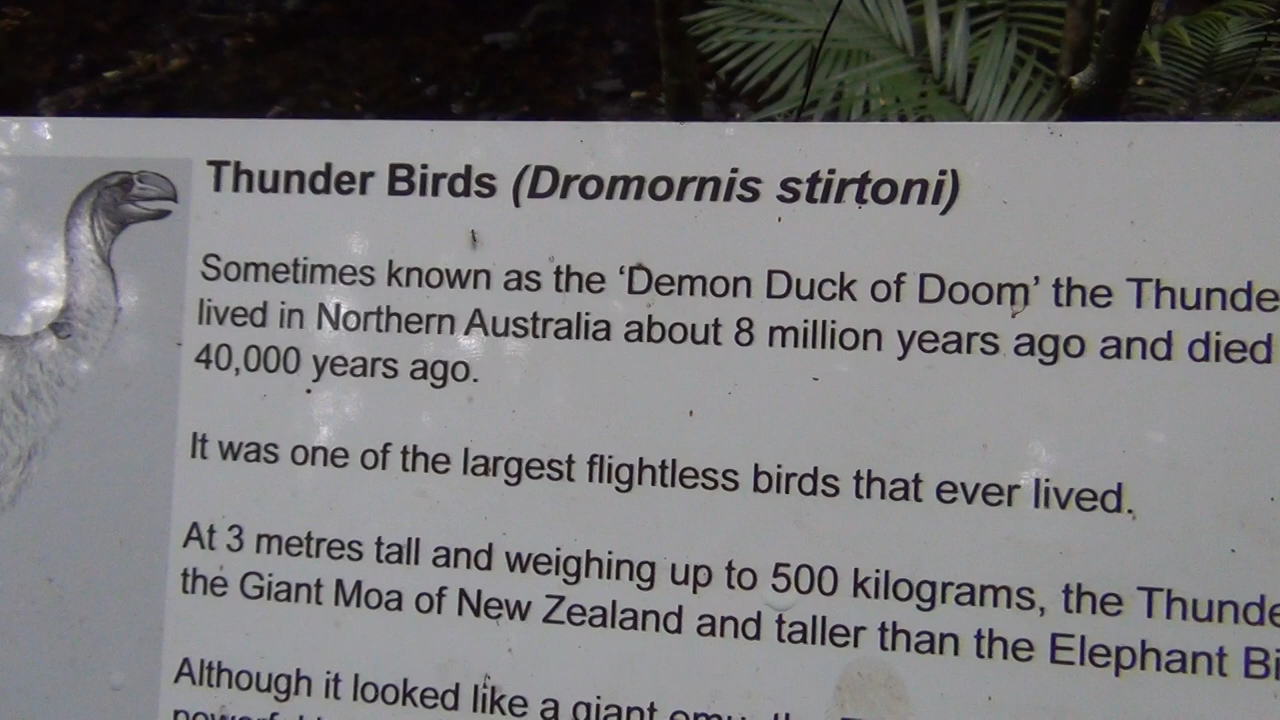 Thunder Birds (Dromornis stirtoni)
Sometimes known as the ‘Demon Duck of Doom’ the Thunde
lived in Northern Australia about 8 million years ago and died
40,000 years ago.
It was one of the largest flightless birds that ever lived.
At 3 metres tall and weighing up to 500 kilograms, the Thunde
the Giant Moa of New Zealand and taller than the Elephant Bi
Although it looked like a giant emu, the